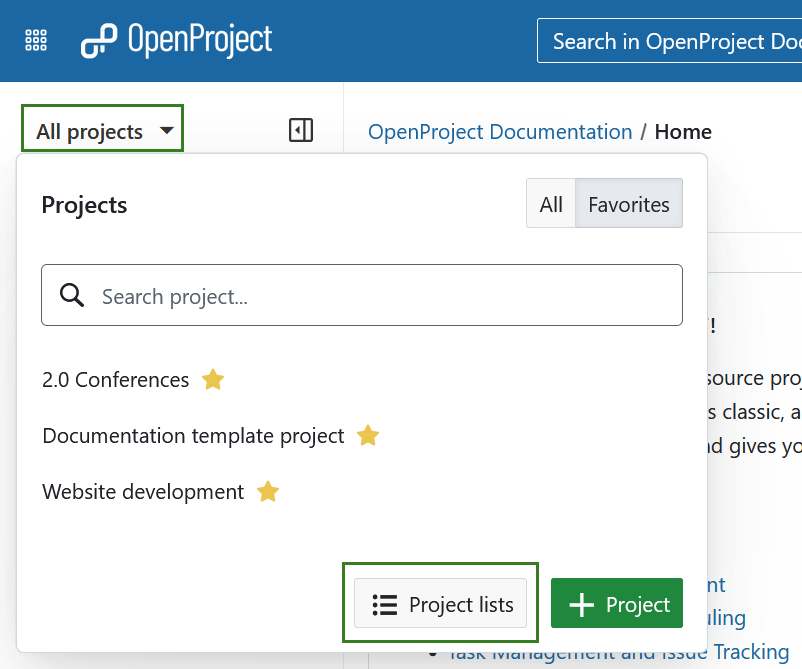 OpenProject
Search in OpenProject Doc
All projects
OpenProject Documentation / Home
Projects
All
Favorites
Search project...
2.0 Conferences
Documentation template project
Website development
Project lists
+ Project
!
source pro
s classic, a
nd gives yo
nt
uling
Task Management and Issue Tracking